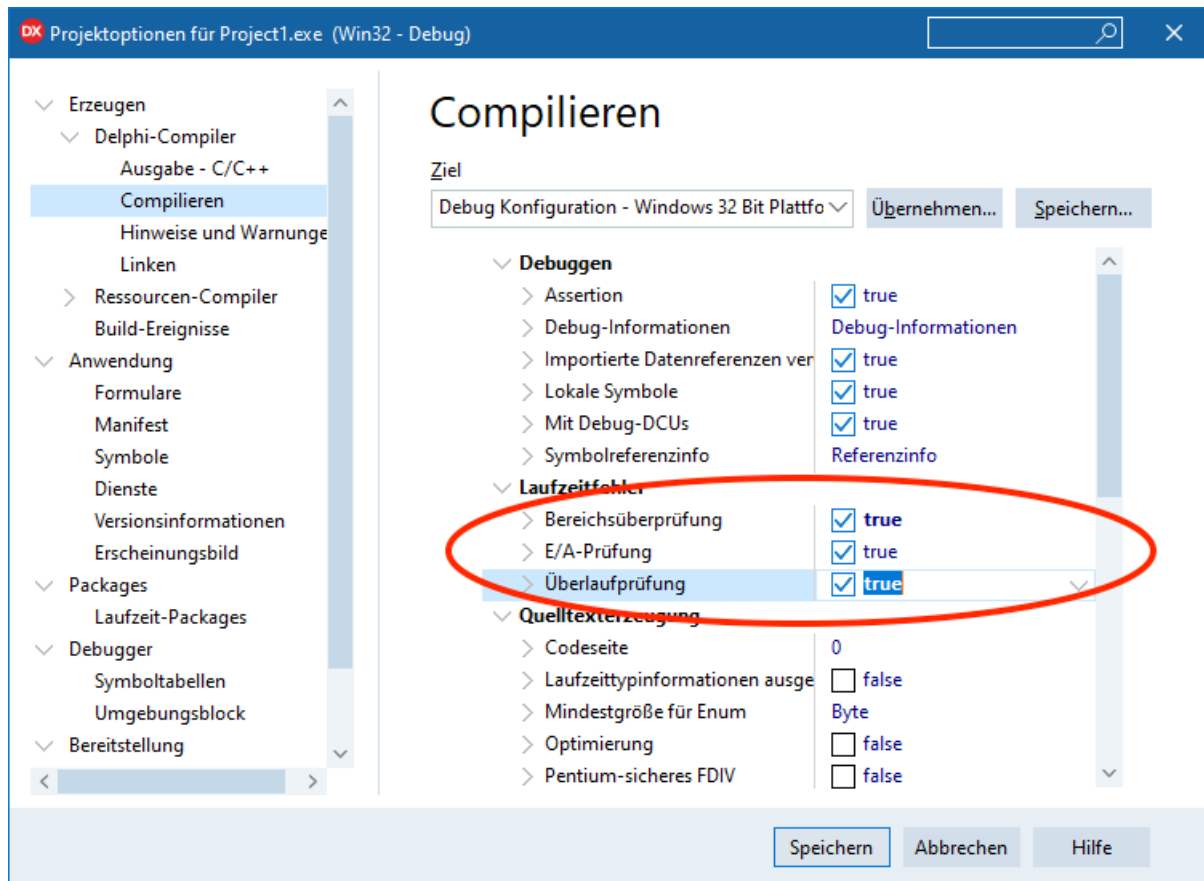 DX Projektoptionen für Project1.exe (Win32 - Debug)
Erzeugen
Delphi-Compiler
Ausgabe - C/C++
Compilieren
Hinweise und Warnunge
Linken
Ressourcen-Compiler
Build-Ereignisse
Anwendung
Formulare
Manifest
Symbole
Dienste
Versionsinformationen
Erscheinungsbild
Packages
Laufzeit-Packages
Debugger
Symboltabellen
Umgebungsblock
Bereitstellung
Compilieren
Ziel
Debug Konfiguration - Windows 32 Bit Plattfo Übernehmen... Speichern...
Debuggen
Assertion true
Debug-Informationen Debug-Informationen
Importierte Datenreferenzen ver true
Lokale Symbole true
Mit Debug-DCUs true
Symbolreferenzinfo Referenzinfo
Laufzeitfehler
Bereichsüberprüfung true
E/A-Prüfung true
Überlaufprüfung true
Quelltexterzeugung
Codeseite 0
Laufzeittypinformationen ausge false
Mindestgröße für Enum Byte
Optimierung false
Pentium-sicheres FDIV false
Speichern Abbrechen Hilfe